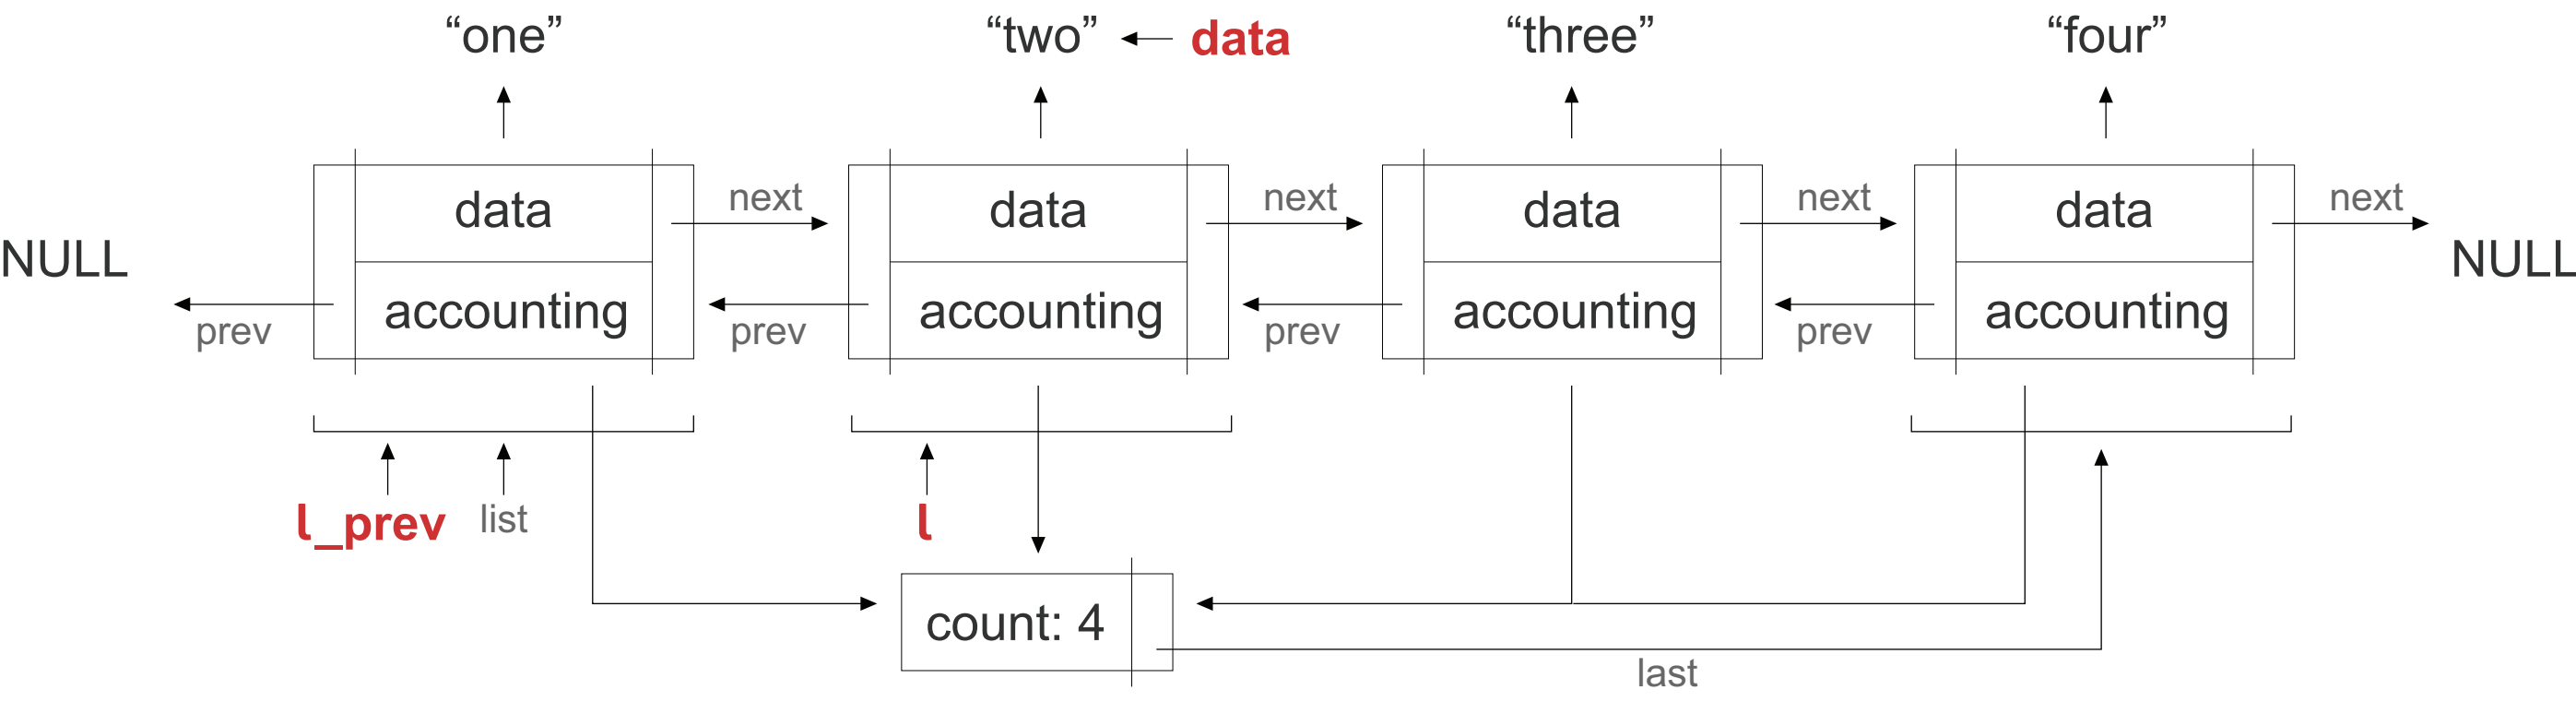 “one”
“two”
data
“three”
“four”
data
next
data
next
data
next
data
next
NULL
NULL
accounting
accounting
accounting
accounting
prev
prev
prev
prev
l_prev
list
l
count: 4
last